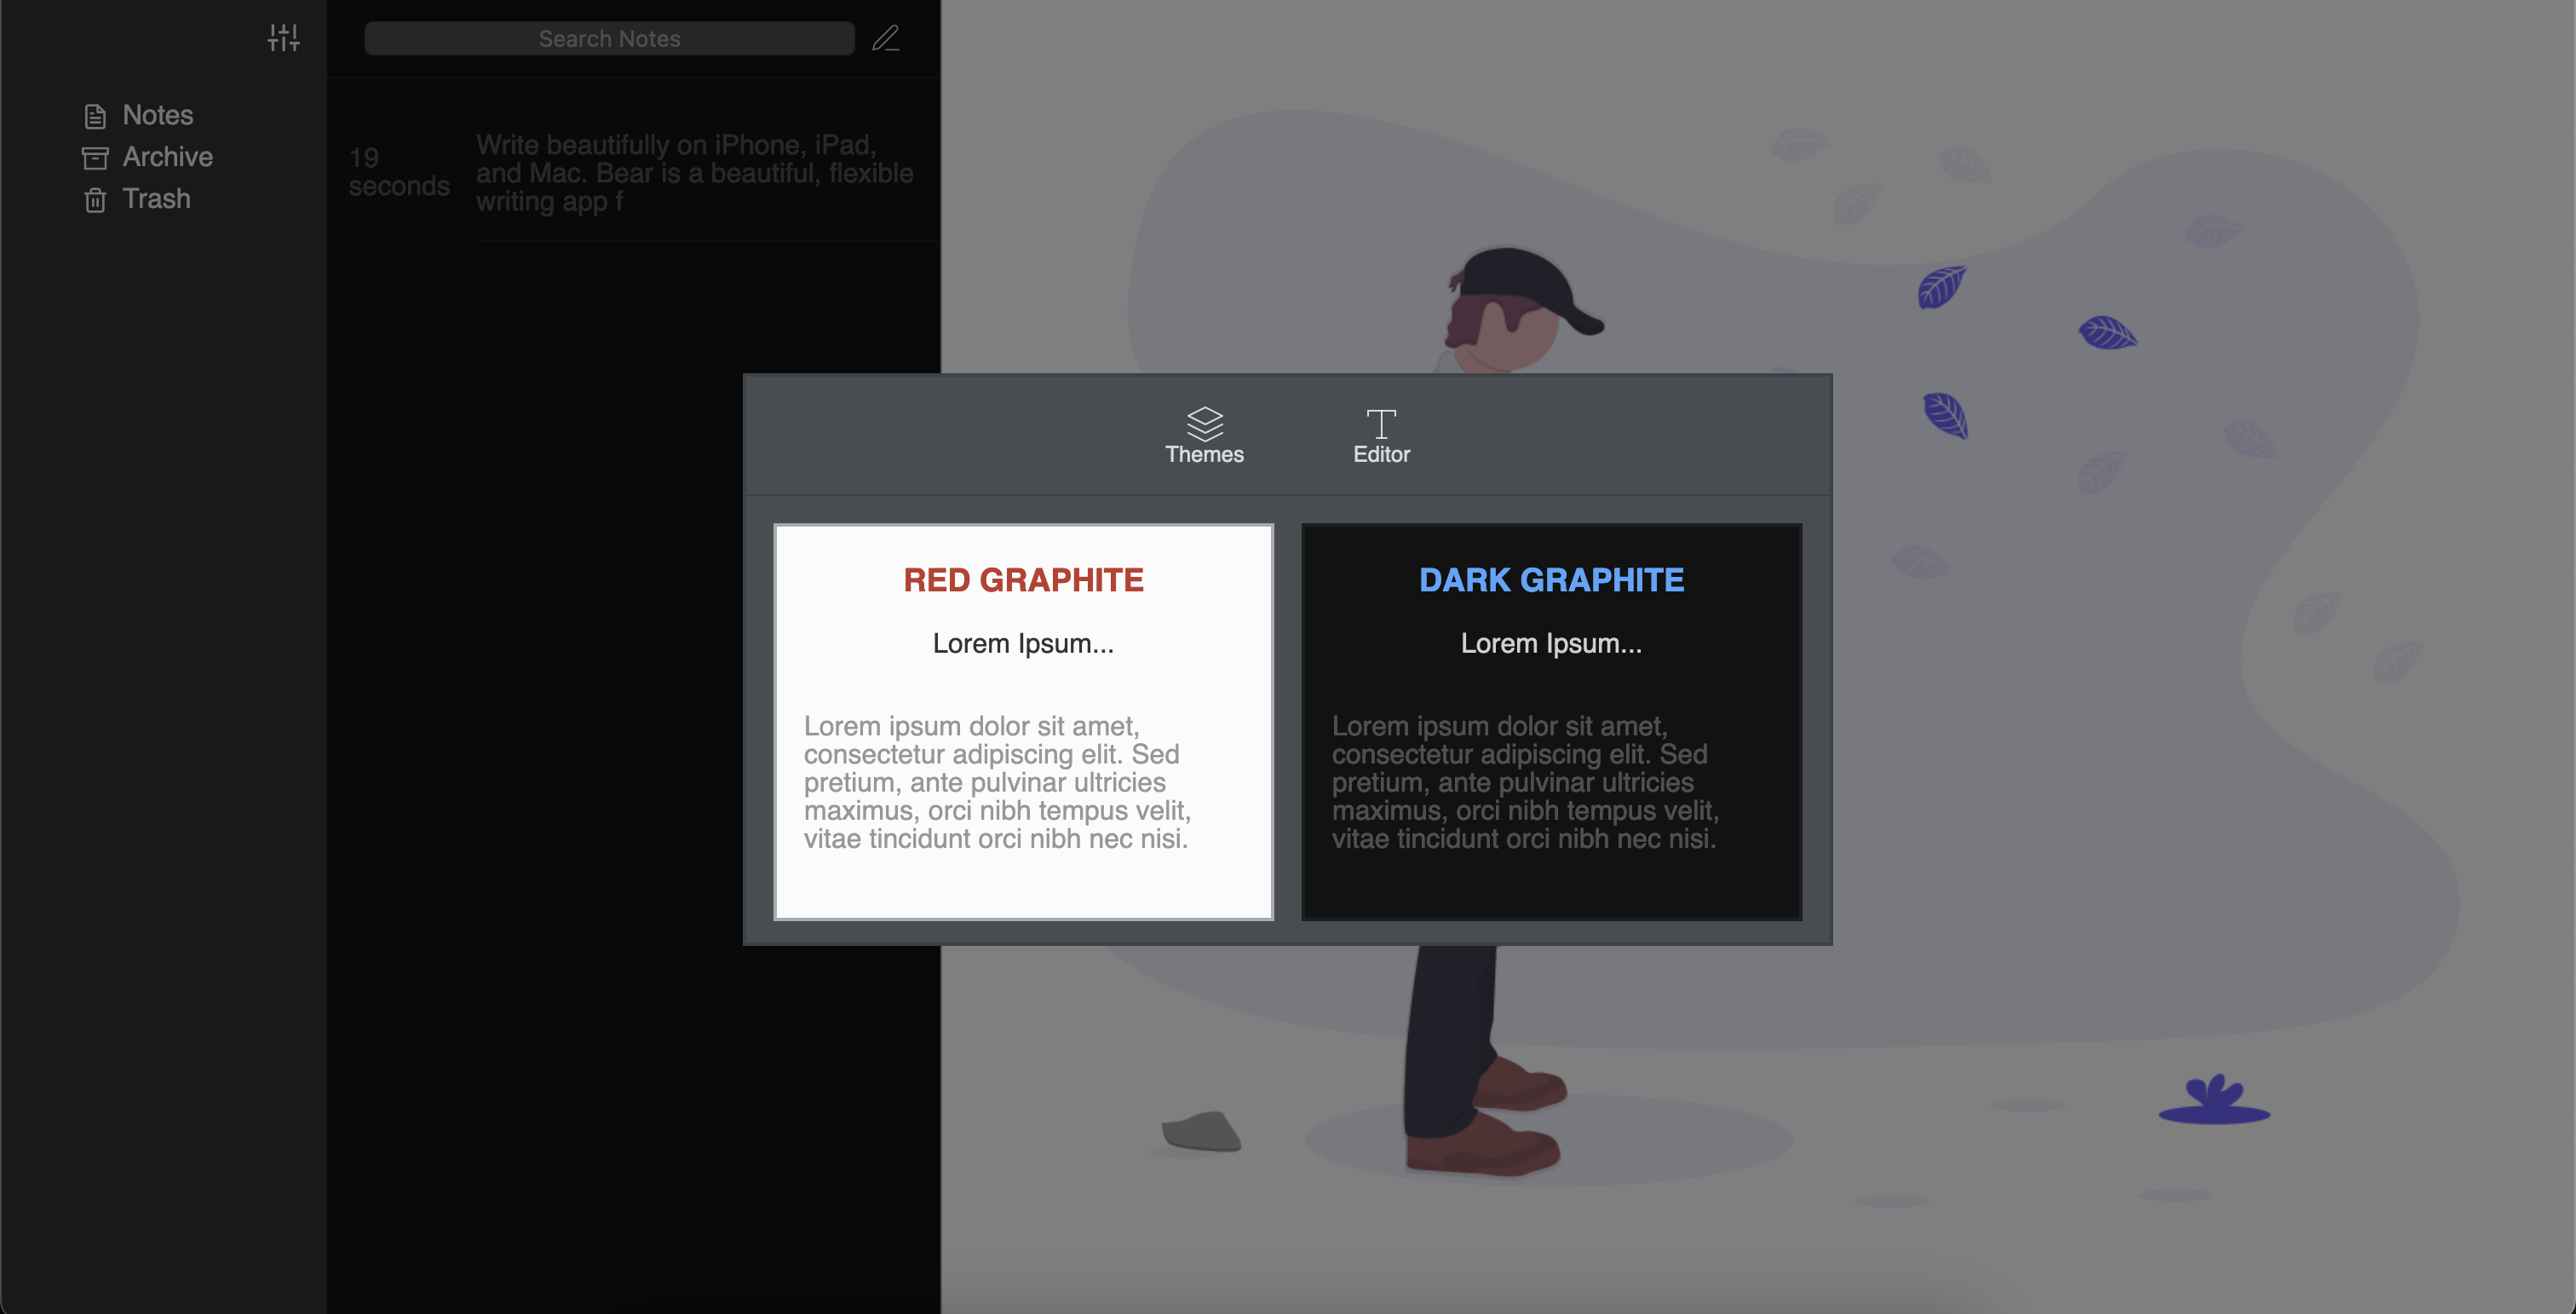 Search Notes
Notes
Archive
Trash
19
seconds
Write beautifully on iPhone, iPad,
and Mac. Bear is a beautiful, flexible
writing app f
Themes
Editor
RED GRAPHITE
Lorem Ipsum...
Lorem ipsum dolor sit amet,
consectetur adipiscing elit. Sed
pretium, ante pulvinar ultricies
maximus, orci nibh tempus velit,
vitae tincidunt orci nibh nec nisi.
DARK GRAPHITE
Lorem Ipsum...
Lorem ipsum dolor sit amet,
consectetur adipiscing elit. Sed
pretium, ante pulvinar ultricies
maximus, orci nibh tempus velit,
vitae tincidunt orci nibh nec nisi.